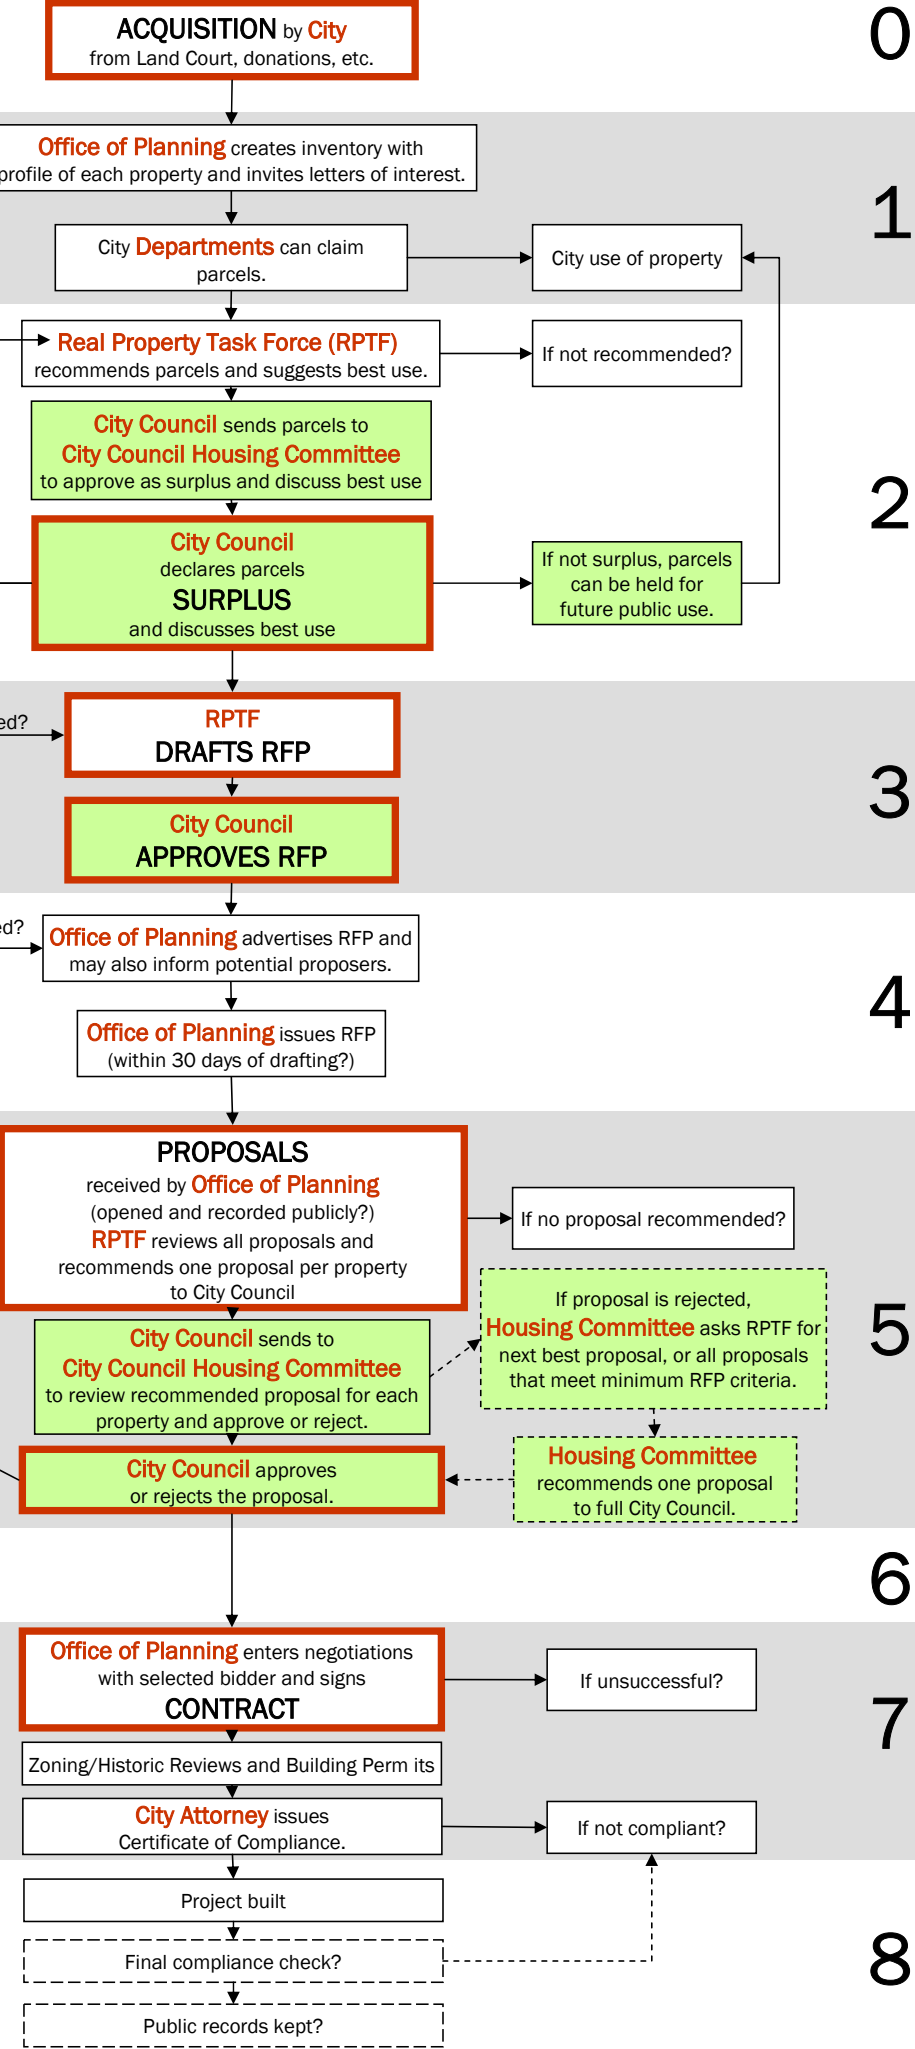 ACQUISITION by City
from Land Court, donations, etc.
0
Office of Planning creates inventory with
profile of each property and invites letters of interest.
1
City Departments can claim
parcels.
City use of property
Real Property Task Force (RPTF)
recommends parcels and suggests best use.
If not recommended?
City Council sends parcels to
City Council Housing Committee
to approve as surplus and discuss best use
2
City Council
declares parcels
SURPLUS
and discusses best use
If not surplus, parcels
can be held for
future public use.
ed?
RPTF
DRAFTS RFP
3
City Council
APPROVES RFP
ed?
Office of Planning advertises RFP and
may also inform potential proposers.
4
Office of Planning issues RFP
(within 30 days of drafting?)
PROPOSALS
received by Office of Planning
(opened and recorded publicly?)
RPTF reviews all proposals and
recommends one proposal per property
to City Council
If no proposal recommended?
City Council sends to
City Council Housing Committee
to review recommended proposal for each
property and approve or reject.
If proposal is rejected,
Housing Committee asks RPTF for
next best proposal, or all proposals
that meet minimum RFP criteria.
5
City Council approves
or rejects the proposal.
Housing Committee
recommends one proposal
to full City Council.
6
Office of Planning enters negotiations
with selected bidder and signs
CONTRACT
If unsuccessful?
7
Zoning/Historic Reviews and Building Perm its
City Attorney issues
Certificate of Compliance.
If not compliant?
Project built
Final compliance check?
8
Public records kept?